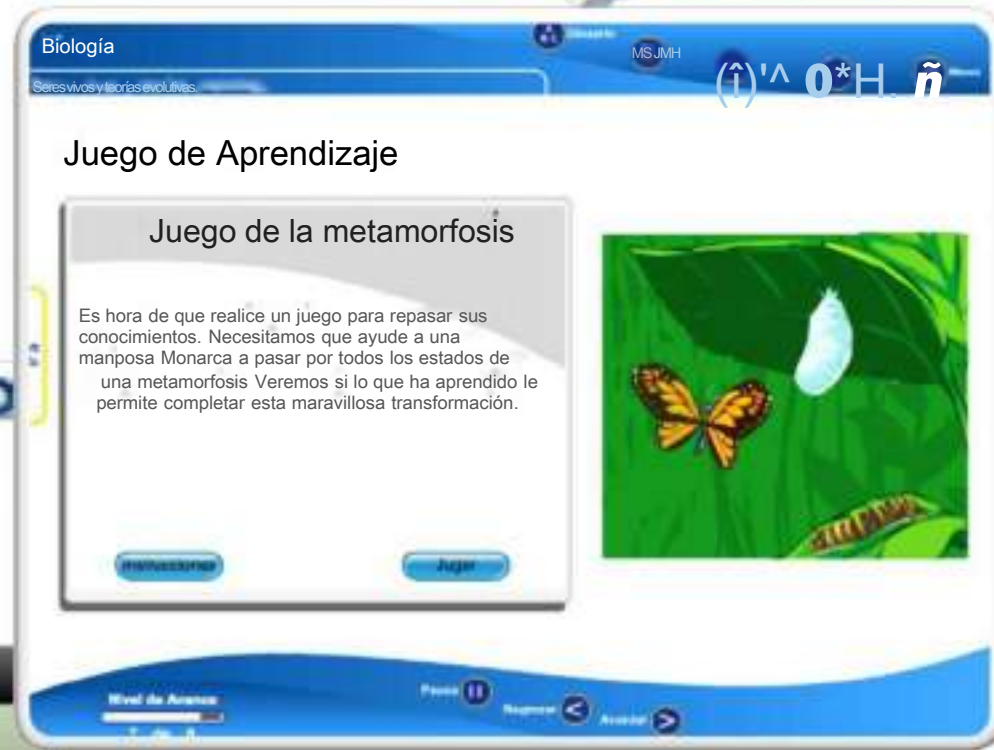 Biología
MSJMH
(î)'^ 0*H. ñ
Seres vivos y teorías evolutivas.
Juego de Aprendizaje
Juego de la metamorfosis
Es hora de que realice un juego para repasar sus
conocimientos. Necesitamos que ayude a una
manposa Monarca a pasar por todos los estados de
una metamorfosis Veremos si lo que ha aprendido le
permite completar esta maravillosa transformación.
Instrucciones
Jugar
Nivel de Avance
Pausa
Regresar
Avanzar